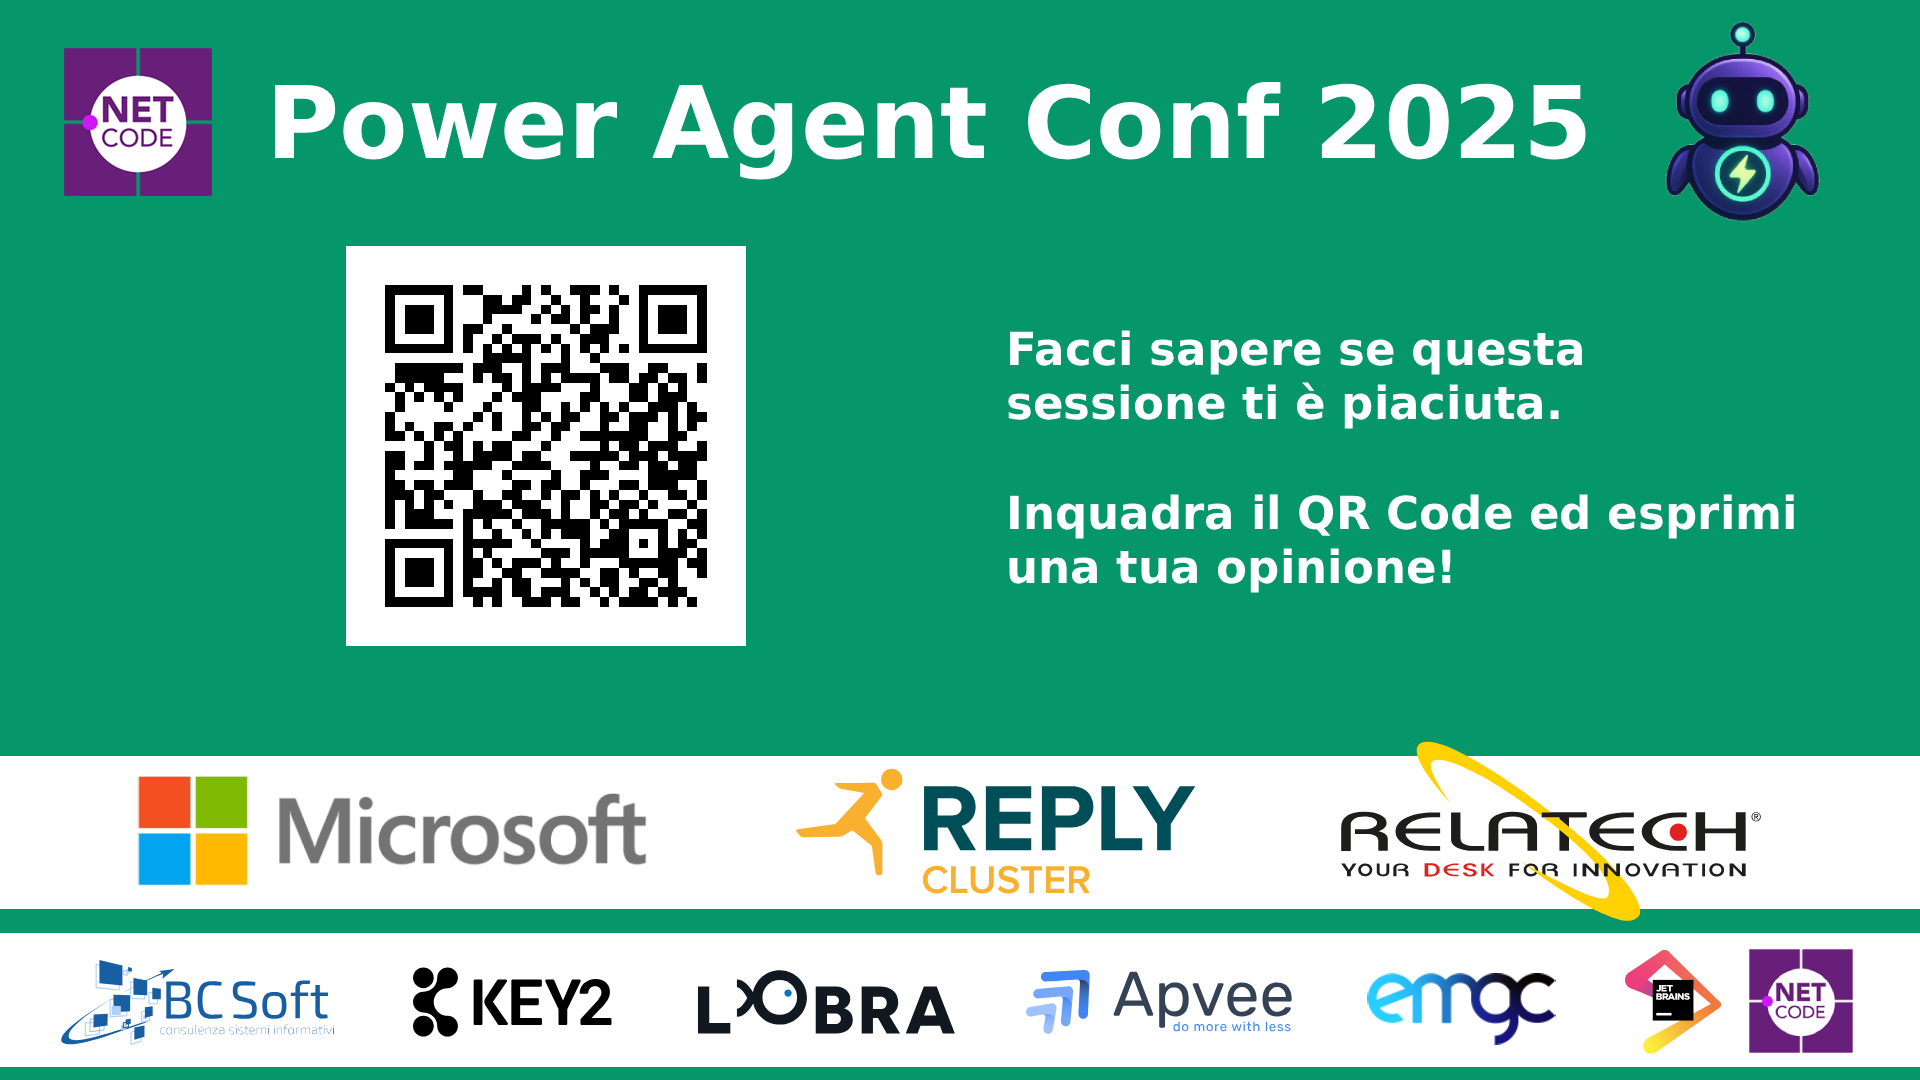 NET
CODE
Power Agent Conf 2025
Facci sapere se questa
sessione ti è piaciuta.
Inquadra il QR Code ed esprimi
una tua opinione!
Microsoft
REPLY
CLUSTER
RELATECH®
YOUR DESK FOR INNOVATION
BC Soft
consulenza sistemi informativi
KEY2
LOBRA
Apvee
do more with less
emgc
JET
BRAINS
NET
CODE